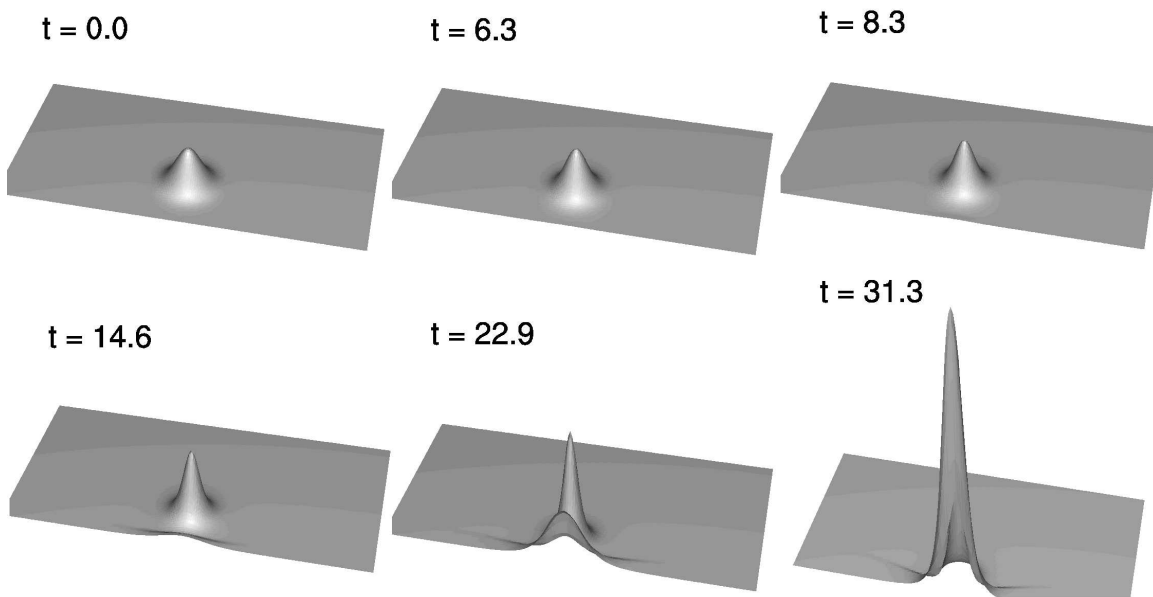 t = 0.0
t = 6.3
t = 8.3
t = 14.6
t = 22.9
t = 31.3